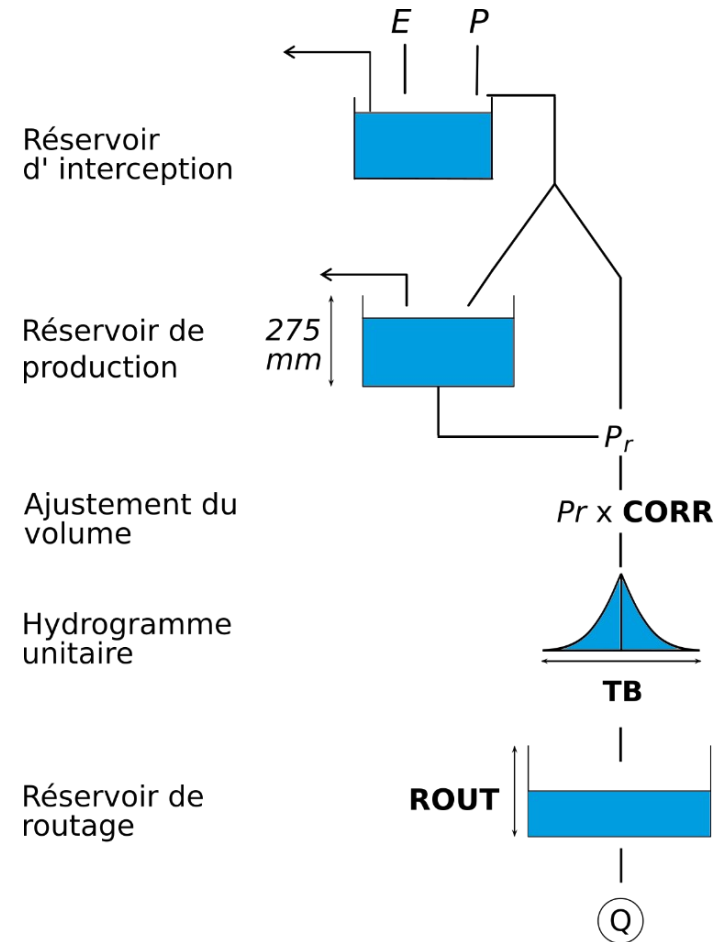 E P
Réservoir
d' interception
Réservoir de
production
275
mm
Pr
Ajustement du
volume
Pr x CORR
Hydrogramme
unitaire
TB
Réservoir de
routage
ROUT
Q